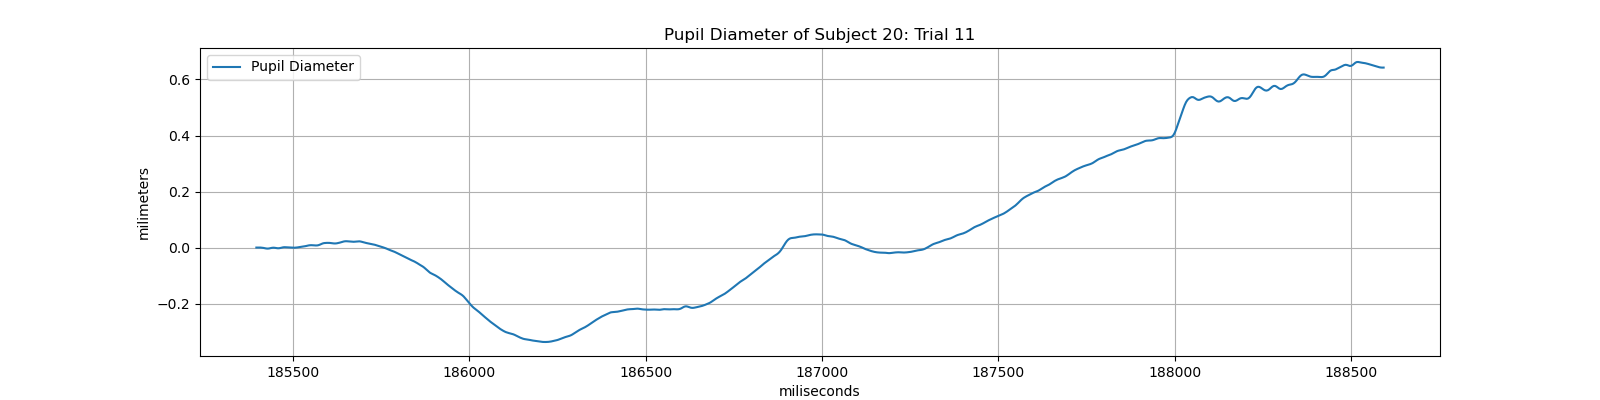 Pupil Diameter of Subject 20: Trial 11
Pupil Diameter
0.6
0.4
0.2
0.0
−0.2
milimeters
185500 186000 186500 187000 187500 188000 188500
miliseconds